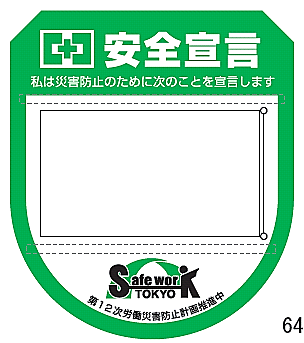 安全宣言
私は災害防止のために次のことを宣言します
Safe work
TOKYO
第12次労働災害防止計画推進中
64